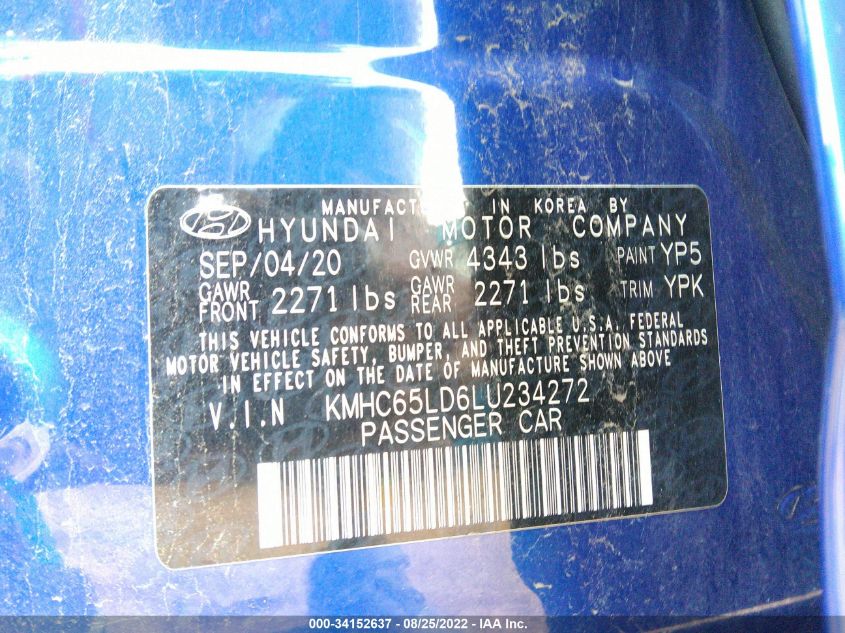 MANUFACT IN KOREA BY
HYUNDAI MOTOR COMPANY
SEP/04/20 GVWR 4343 lbs PAINT YP5
GAWR FRONT 2271 lbs GAWR REAR 2271 lbs TRIM YPK
THIS VEHICLE CONFORMS TO ALL APPLICABLE U.S.A. FEDERAL
MOTOR VEHICLE SAFETY, BUMPER, AND THEFT PREVENTION STANDARDS
IN EFFECT ON THE DATE OF MANUFACTURE SHOWN ABOVE
V.I.N KMHC65LD6LU234272
PASSENGER CAR
000-34152637 - 08/25/2022 - IAA Inc.